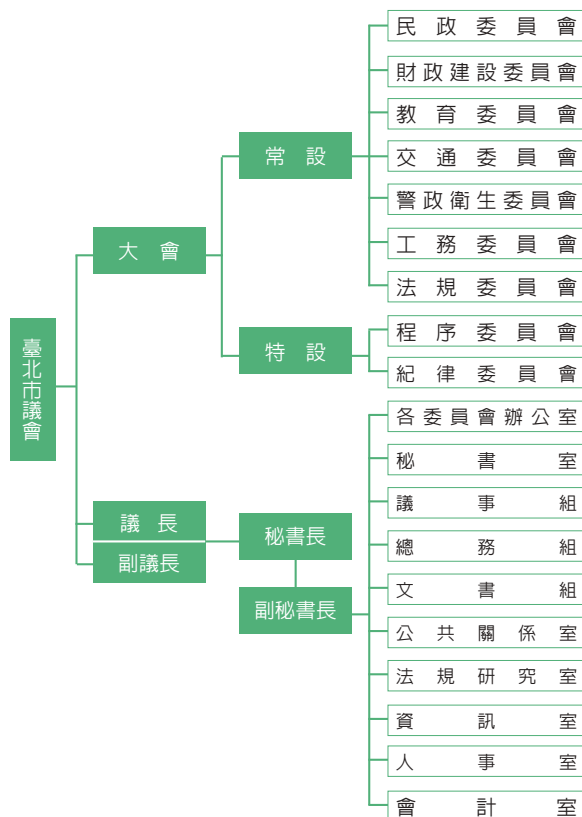 臺北市議會
大會
常設
民政委員會
財政建設委員會
教育委員會
交通委員會
警政衛生委員會
工務委員會
法規委員會
特設
程序委員會
紀律委員會
議長
副議長
秘書長
副秘書長
各委員會辦公室
秘書室
議事組
總務組
文書組
公共關係室
法規研究室
資訊室
人事室
會計室